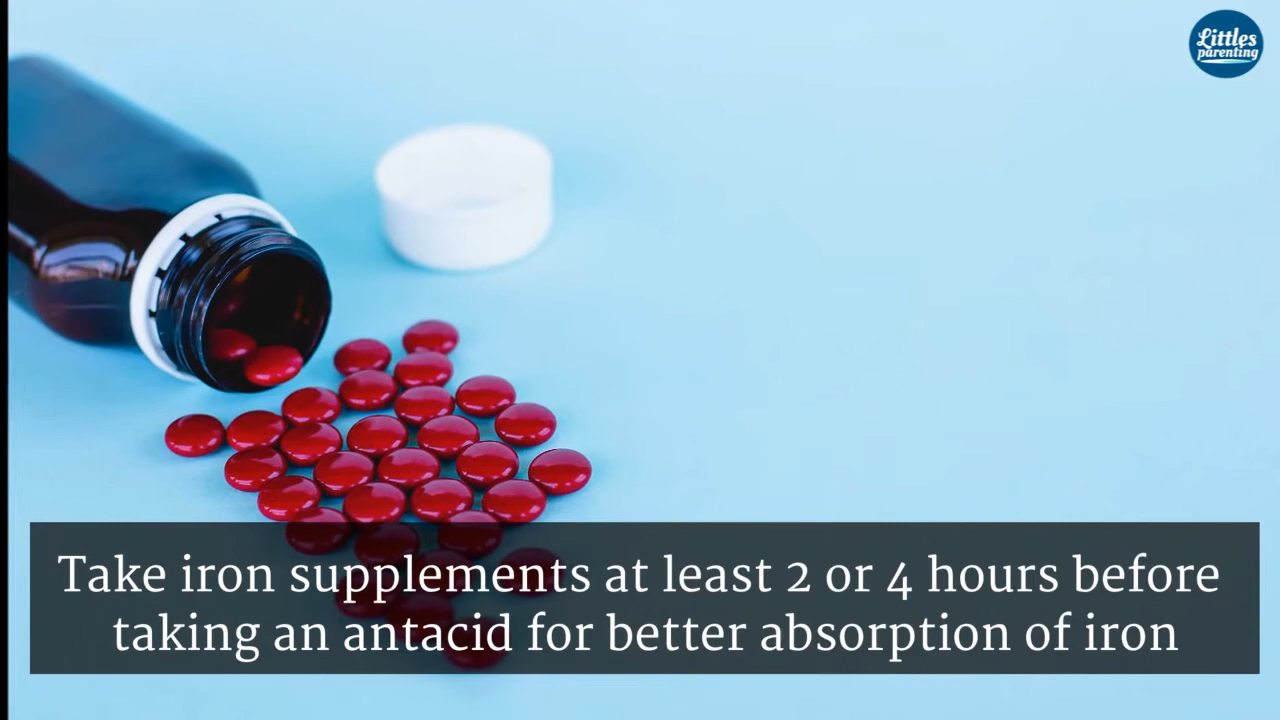 Littles
parenting
Take iron supplements at least 2 or 4 hours before
taking an antacid for better absorption of iron